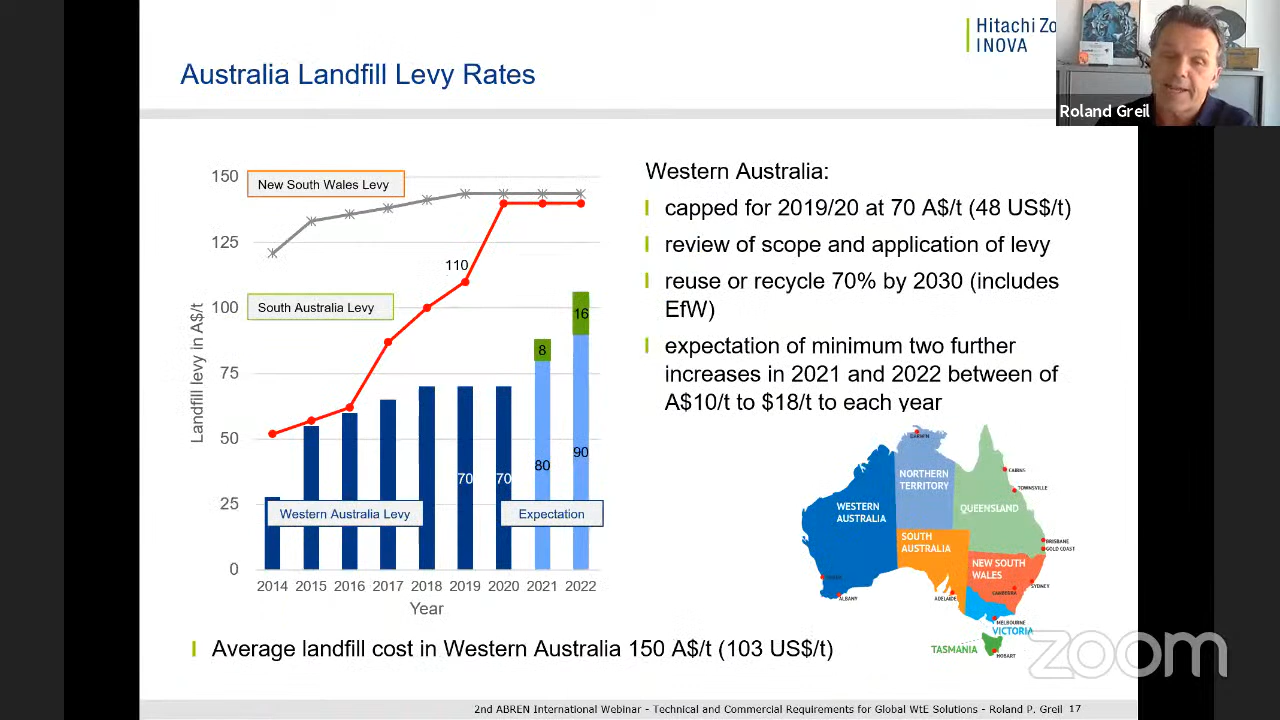 Hitachi Zo
INOVA
Roland Greil
Australia Landfill Levy Rates
150
125
100
75
50
25
0
Landfill levy in A$/t
New South Wales Levy
South Australia Levy
Western Australia Levy
Expectation
110
70
70
80
8
90
16
2014 2015 2016 2017 2018 2019 2020 2021 2022
Year
Western Australia:
capped for 2019/20 at 70 A$/t (48 US$/t)
review of scope and application of levy
reuse or recycle 70% by 2030 (includes
EfW)
expectation of minimum two further
increases in 2021 and 2022 between of
A$10/t to $18/t to each year
NORTHERN
TERRITORY
WESTERN
AUSTRALIA
QUEENSLAND
SOUTH
AUSTRALIA
NEW SOUTH
WALES
VICTORIA
TASMANIA
CAIRNS
TOWNSVILLE
BRISBANE
GOLD COAST
SYDNEY
CANBERRA
ADELAIDE
ALBANY
MELBOURNE
HOBART
Average landfill cost in Western Australia 150 A$/t (103 US$/t)
zoom
2nd ABREN International Webinar - Technical and Commercial Requirements for Global WtE Solutions - Roland P. Greil 17